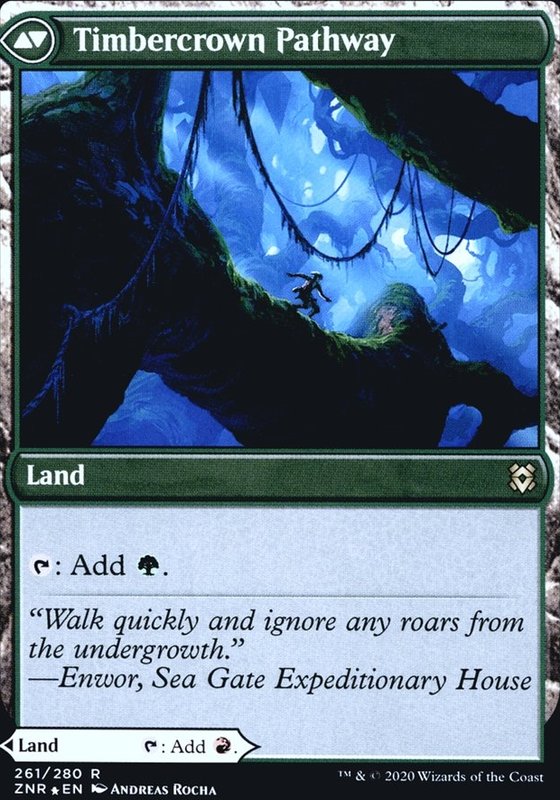 Timbercrown Pathway
Land
: Add .
“Walk quickly and ignore any roars from
the undergrowth.”
—Enwor, Sea Gate Expeditionary House
Land : Add .
261/280 R
ZNR ★ EN Andreas Rocha
™ & © 2020 Wizards of the Coast